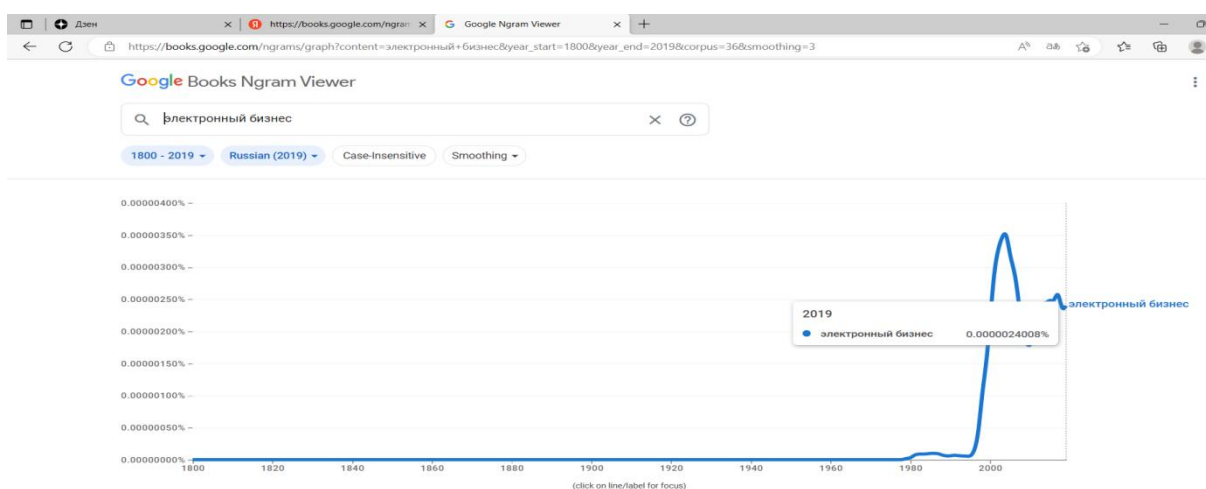 Дзен
https://books.google.com/ngran
Google Ngram Viewer
https://books.google.com/ngrams/graph?content=электронный+бизнес&year_start=1800&year_end=2019&corpus=36&smoothing=3
Google Books Ngram Viewer
электронный бизнес
1800 - 2019 Russian (2019) Case-Insensitive Smoothing
0.00000400%
0.00000350%
0.00000300%
0.00000250%
электронный бизнес
2019
электронный бизнес 0.0000024008%
0.00000200%
0.00000150%
0.00000100%
0.00000050%
0.00000000%
1800 1820 1840 1860 1880 1900 1920 1940 1960 1980 2000
(click on line/label for focus)